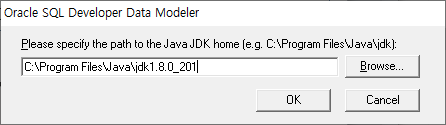 Oracle SQL Developer Data Modeler
Please specify the path to the Java JDK home (e.g. C:\Program Files\Java\jdk):
C:\Program Files\Java\jdk1.8.0_201
Browse...
OK
Cancel